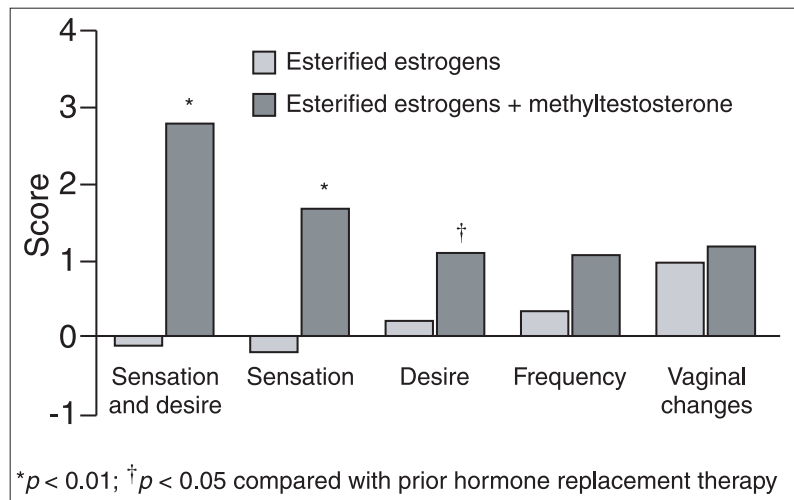 4
3
2
1
0
-1
Score
Esterified estrogens
Esterified estrogens + methyltestosterone
*
*
†
Sensation
and desire
Sensation
Desire
Frequency
Vaginal
changes
*p < 0.01; †p < 0.05 compared with prior hormone replacement therapy